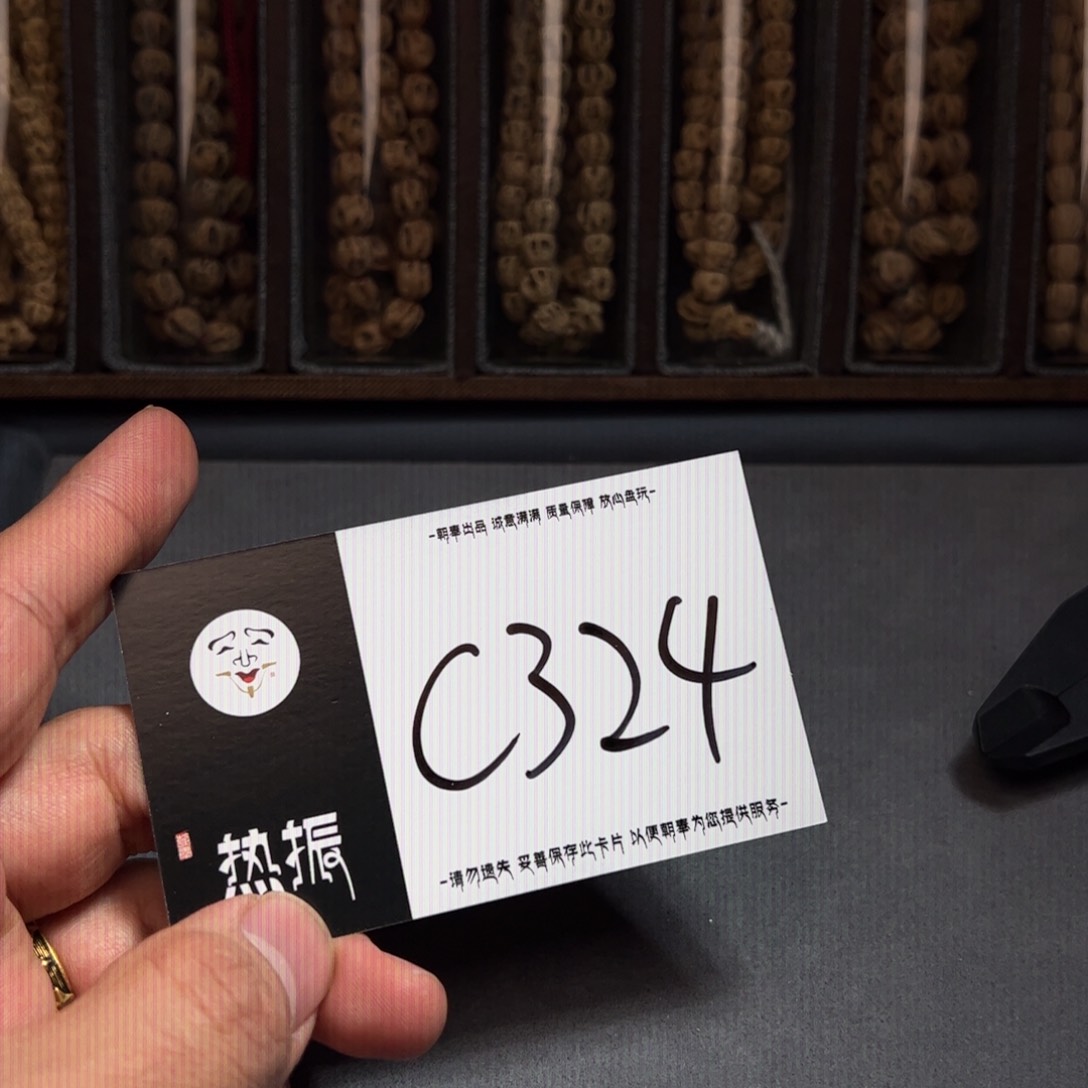 -朝奉出品 诚意满满 质量保障 放心盘玩-
C324
热振
-请勿遗失 妥善保存此卡片 以便朝奉为您提供服务-